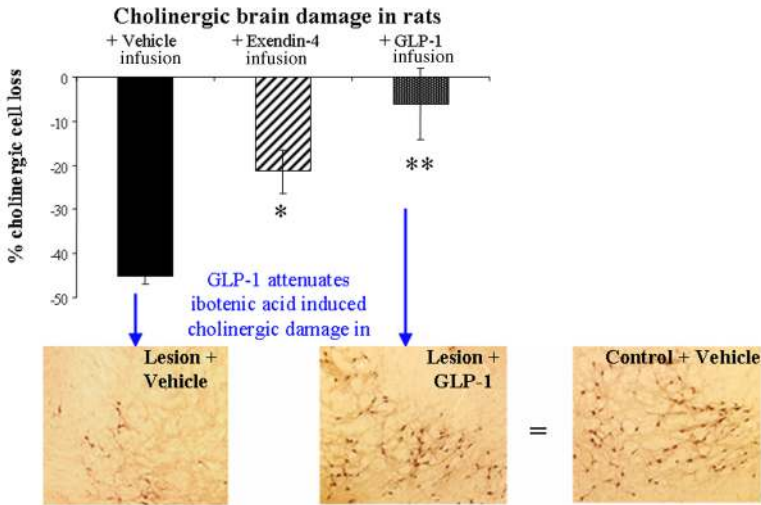 Cholinergic brain damage in rats
+ Vehicle
infusion
+ Exendin-4
infusion
+ GLP-1
infusion
% cholinergic cell loss
0
-10
-20
-30
-40
-50
*
**
GLP-1 attenuates
ibotenic acid induced
cholinergic damage in
Lesion +
Vehicle
Lesion +
GLP-1
=
Control + Vehicle